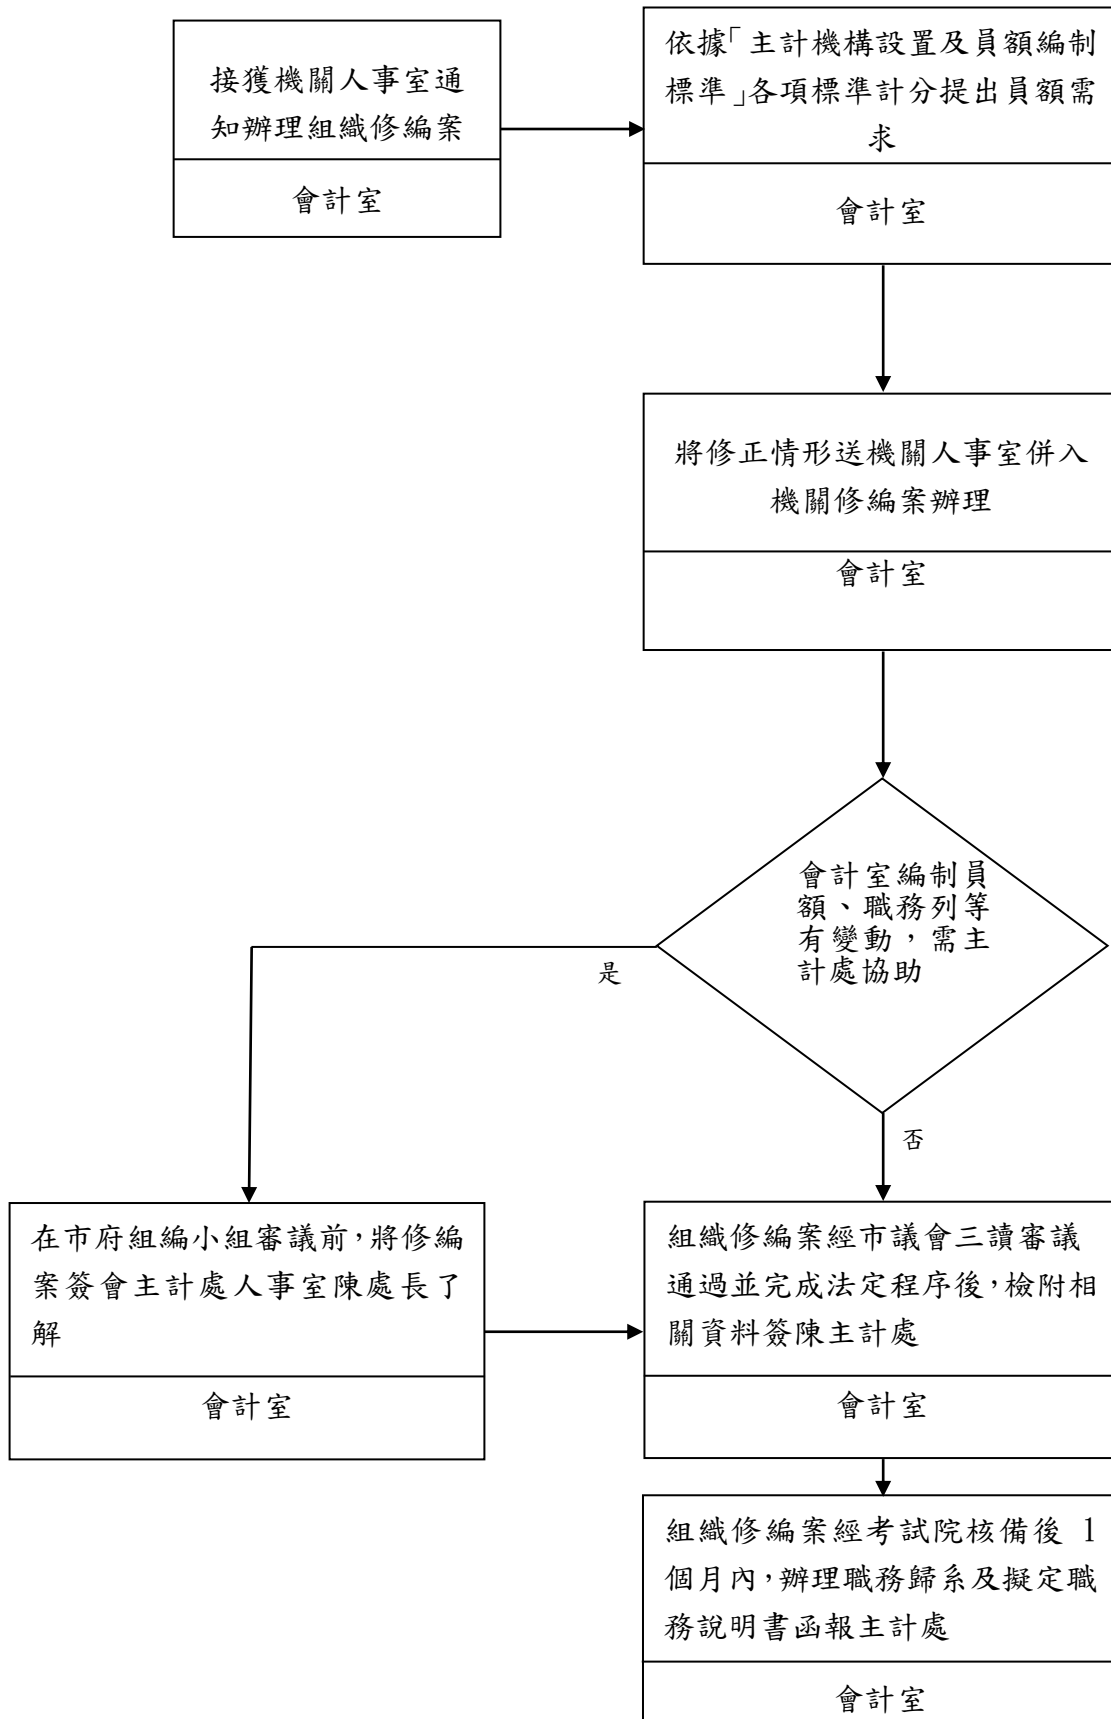 接獲機關人事室通
知辦理組織修編案
會計室
依據「主計機構設置及員額編制
標準」各項標準計分提出員額需
求
會計室
將修正情形送機關人事室併入
機關修編案辦理
會計室
會計室編制員
額、職務列等
有變動，需主
計處協助
是
否
在市府組編小組審議前，將修編
案簽會主計處人事室陳處長了
解
會計室
組織修編案經市議會三讀審議
通過並完成法定程序後，檢附相
關資料簽陳主計處
會計室
組織修編案經考試院核備後 1
個月內，辦理職務歸系及擬定職
務說明書函報主計處
會計室